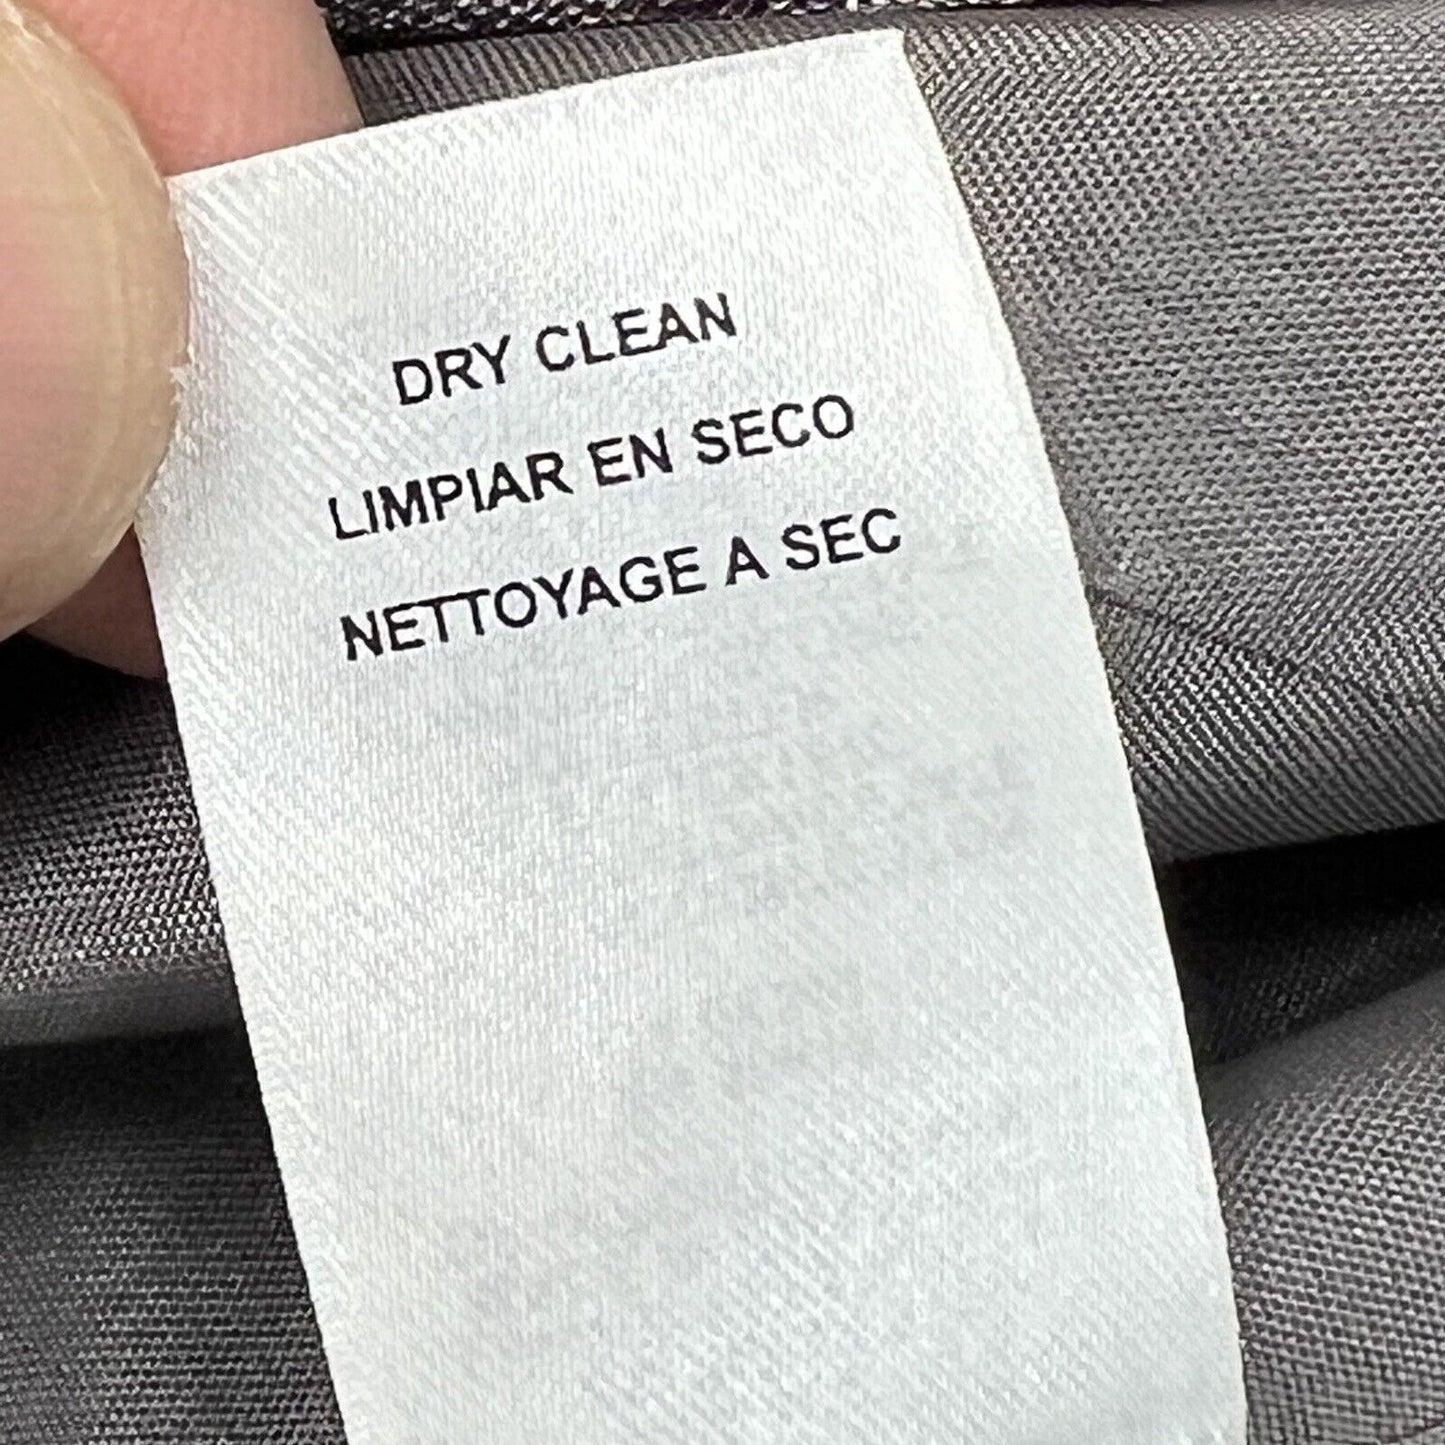 DRY CLEAN
LIMPIAR EN SECO
NETTOYAGE A SEC